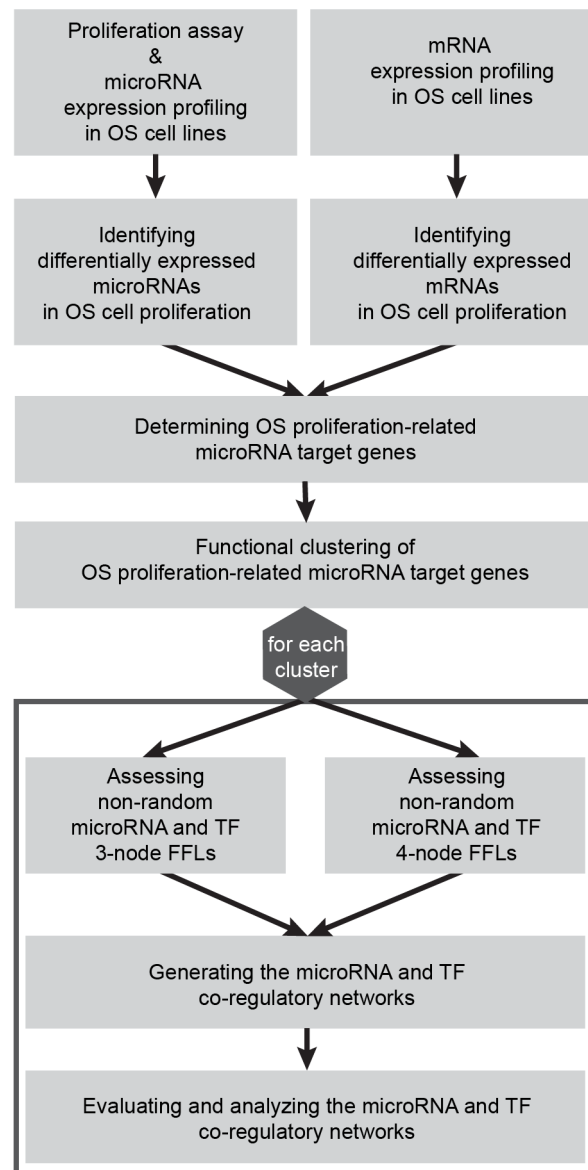 Proliferation assay
&
microRNA
expression profiling
in OS cell lines
mRNA
expression profiling
in OS cell lines
Identifying
differentially expressed
microRNAs
in OS cell proliferation
Identifying
differentially expressed
mRNAs
in OS cell proliferation
Determining OS proliferation-related
microRNA target genes
Functional clustering of
OS proliferation-related microRNA target genes
for each
cluster
Assessing
non-random
microRNA and TF
3-node FFLs
Assessing
non-random
microRNA and TF
4-node FFLs
Generating the microRNA and TF
co-regulatory networks
Evaluating and analyzing the microRNA and TF
co-regulatory networks